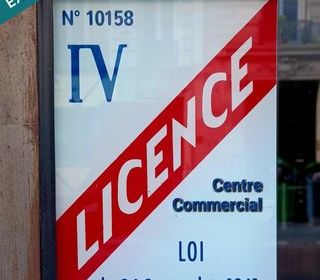 N° 10158
IV
LICENCE
Centre
Commercial
LOI